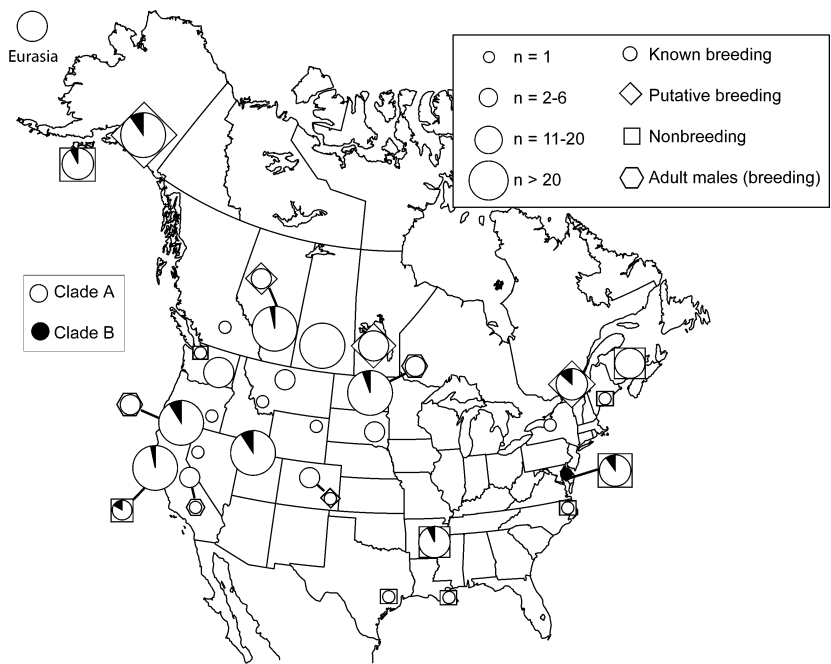 Eurasia
n = 1
Known breeding
n = 2-6
Putative breeding
n = 11-20
Nonbreeding
n > 20
Adult males (breeding)
Clade A
Clade B